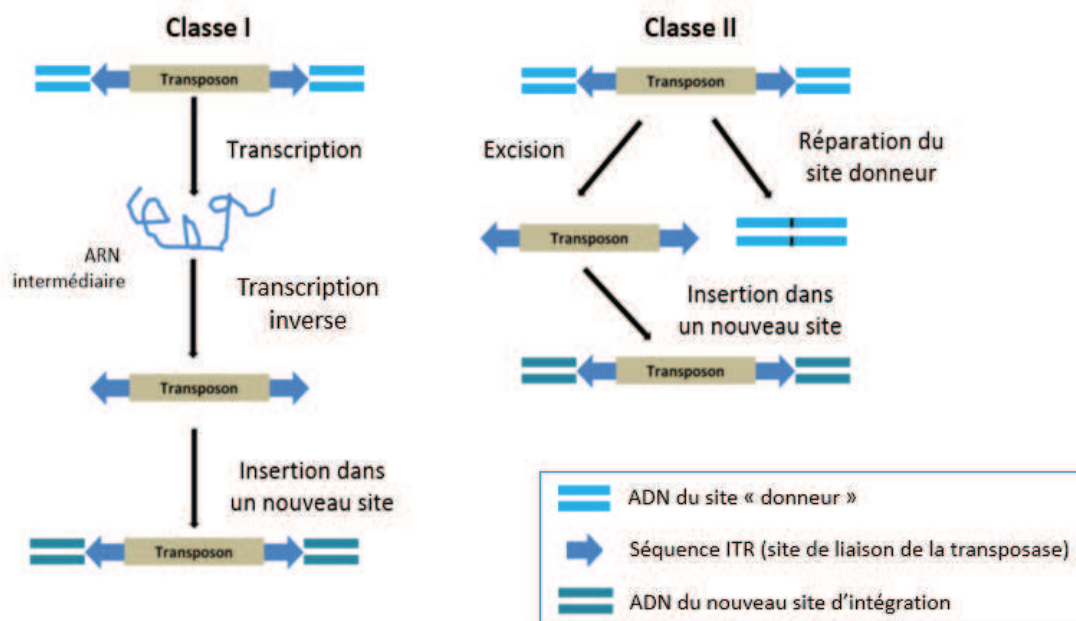 Classe I
Transposon
Transcription
ARN
intermédiaire
Transcription
inverse
Transposon
Insertion dans
un nouveau site
Transposon
Classe II
Transposon
Excision
Réparation du
site donneur
Transposon
Insertion dans
un nouveau site
Transposon
ADN du site « donneur »
Séquence ITR (site de liaison de la transposase)
ADN du nouveau site d'intégration